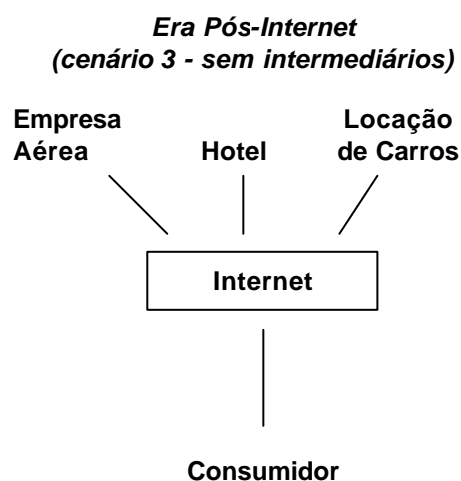 Era Pós-Internet
(cenário 3 - sem intermediários)
Empresa
Aérea
Hotel
Locação
de Carros
Internet
Consumidor